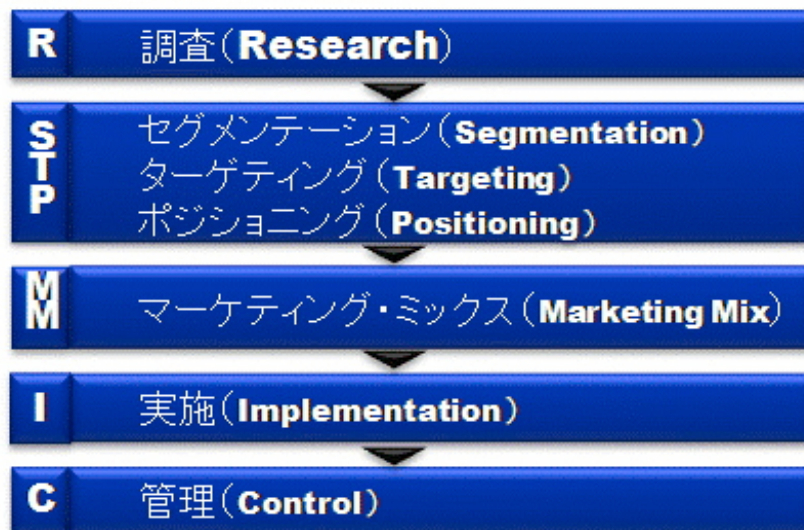 R 調査(Research)
STP
セグメンテーション(Segmentation)
ターゲティング(Targeting)
ポジショニング(Positioning)
MM マーケティング・ミックス(Marketing Mix)
I 実施(Implementation)
C 管理(Control)